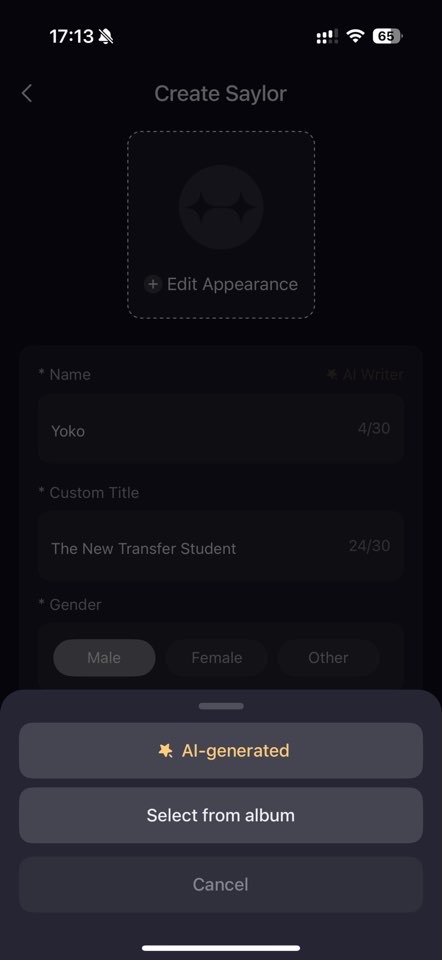 17:13
65
Create Saylor
+ Edit Appearance
* Name
AI Writer
Yoko
4/30
* Custom Title
The New Transfer Student
24/30
* Gender
Male
Female
Other
AI-generated
Select from album
Cancel